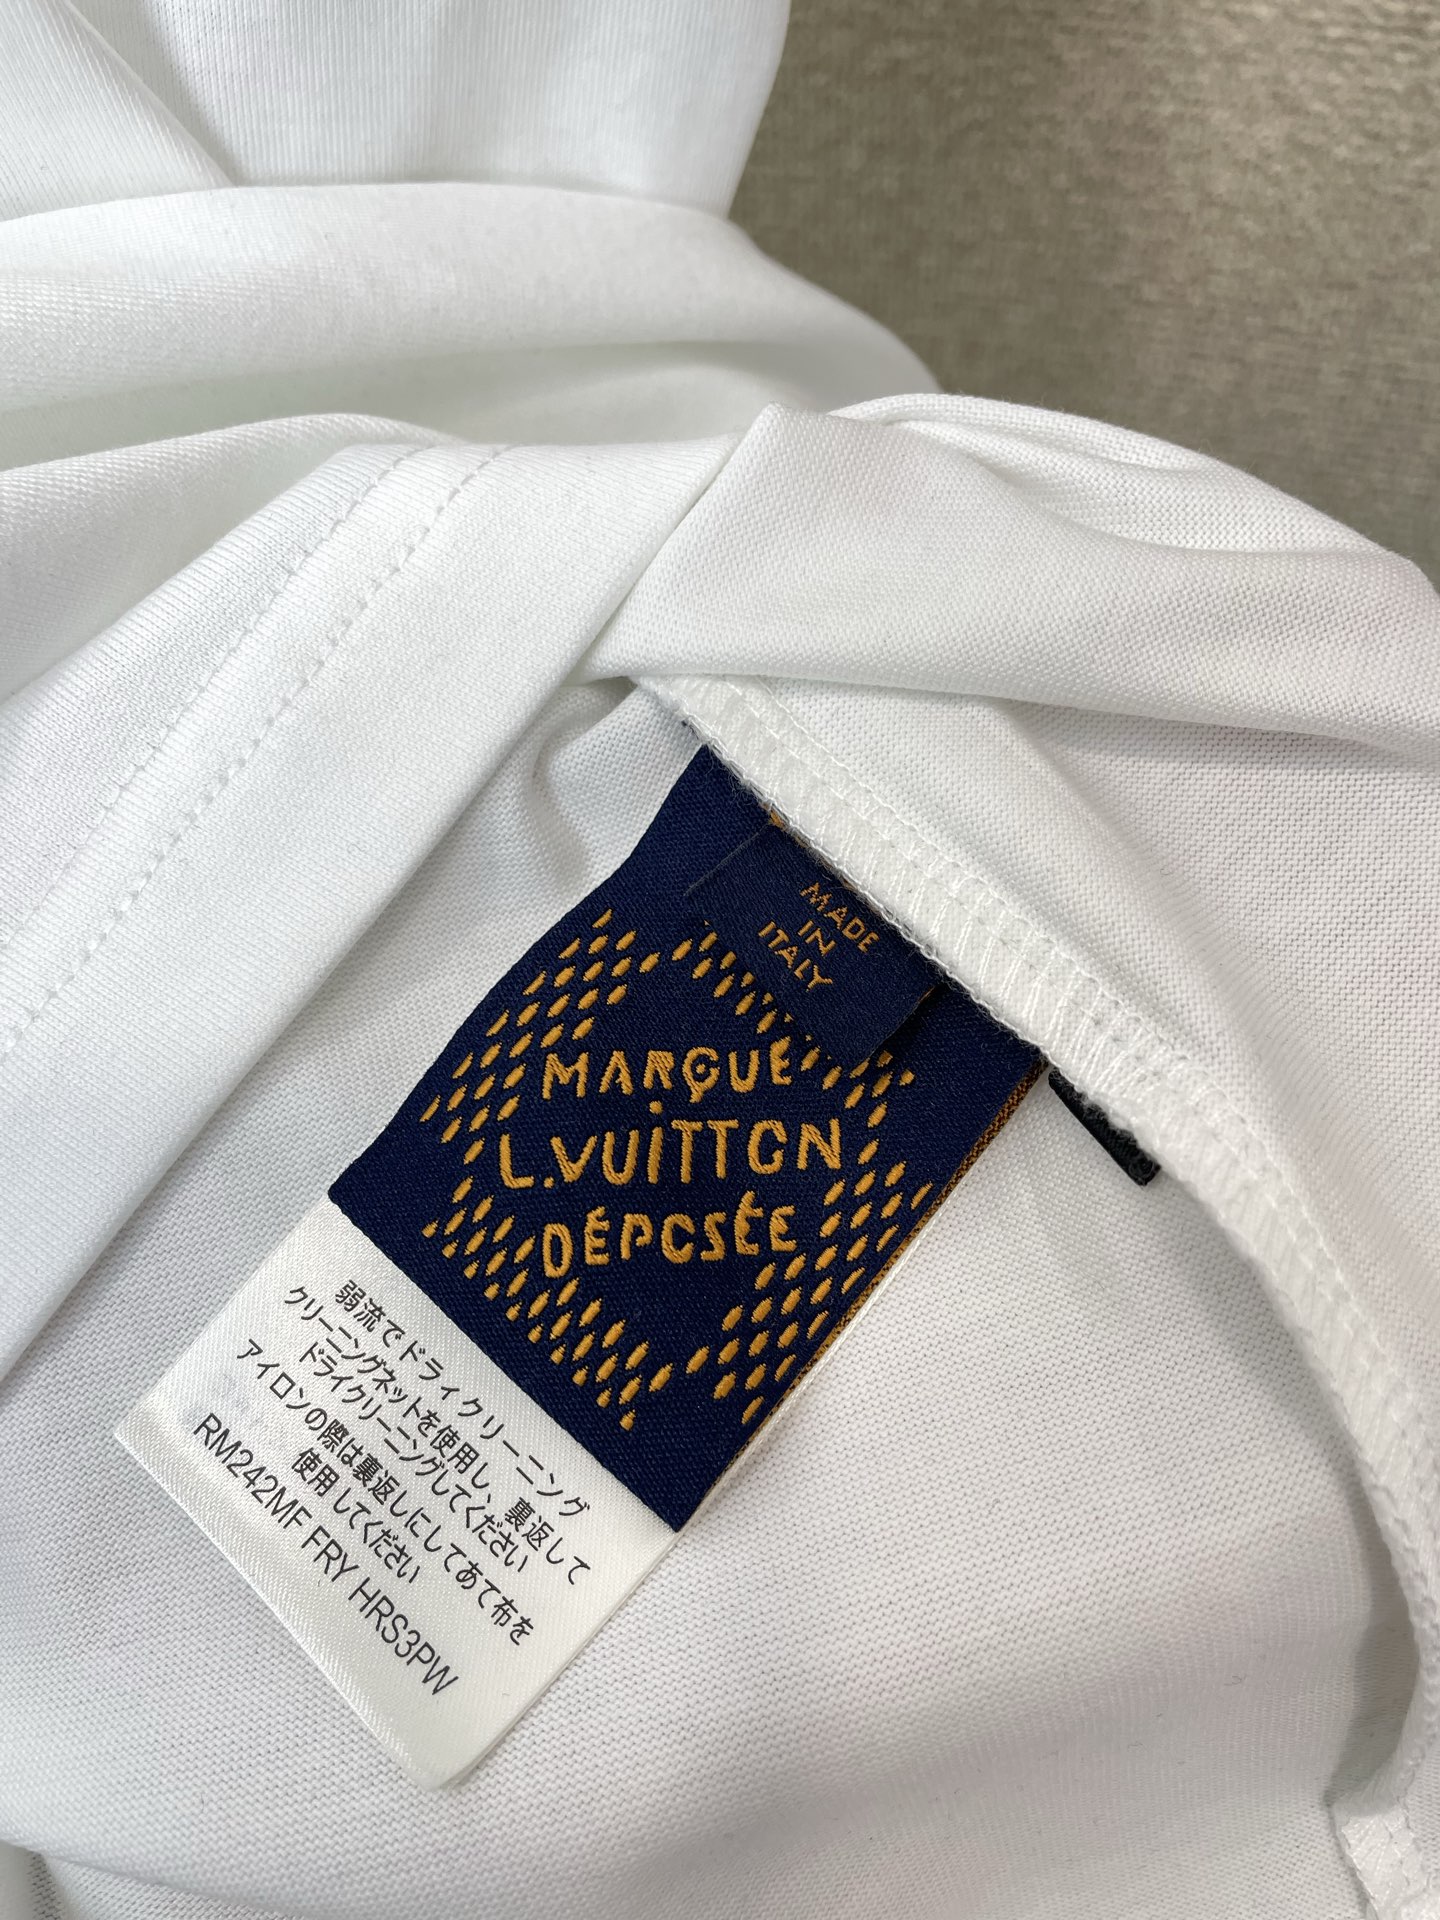 MADE
IN
ITALY
MARQUE
L.VUITTON
DÉPOSÉE
弱流でドライクリーニング
クリーニングネットを使用し、裏返して
ドライクリーニングしてください
アイロンの際は裏返しにしてあて布を
使用してください
RM242MF FRY HRS3PW